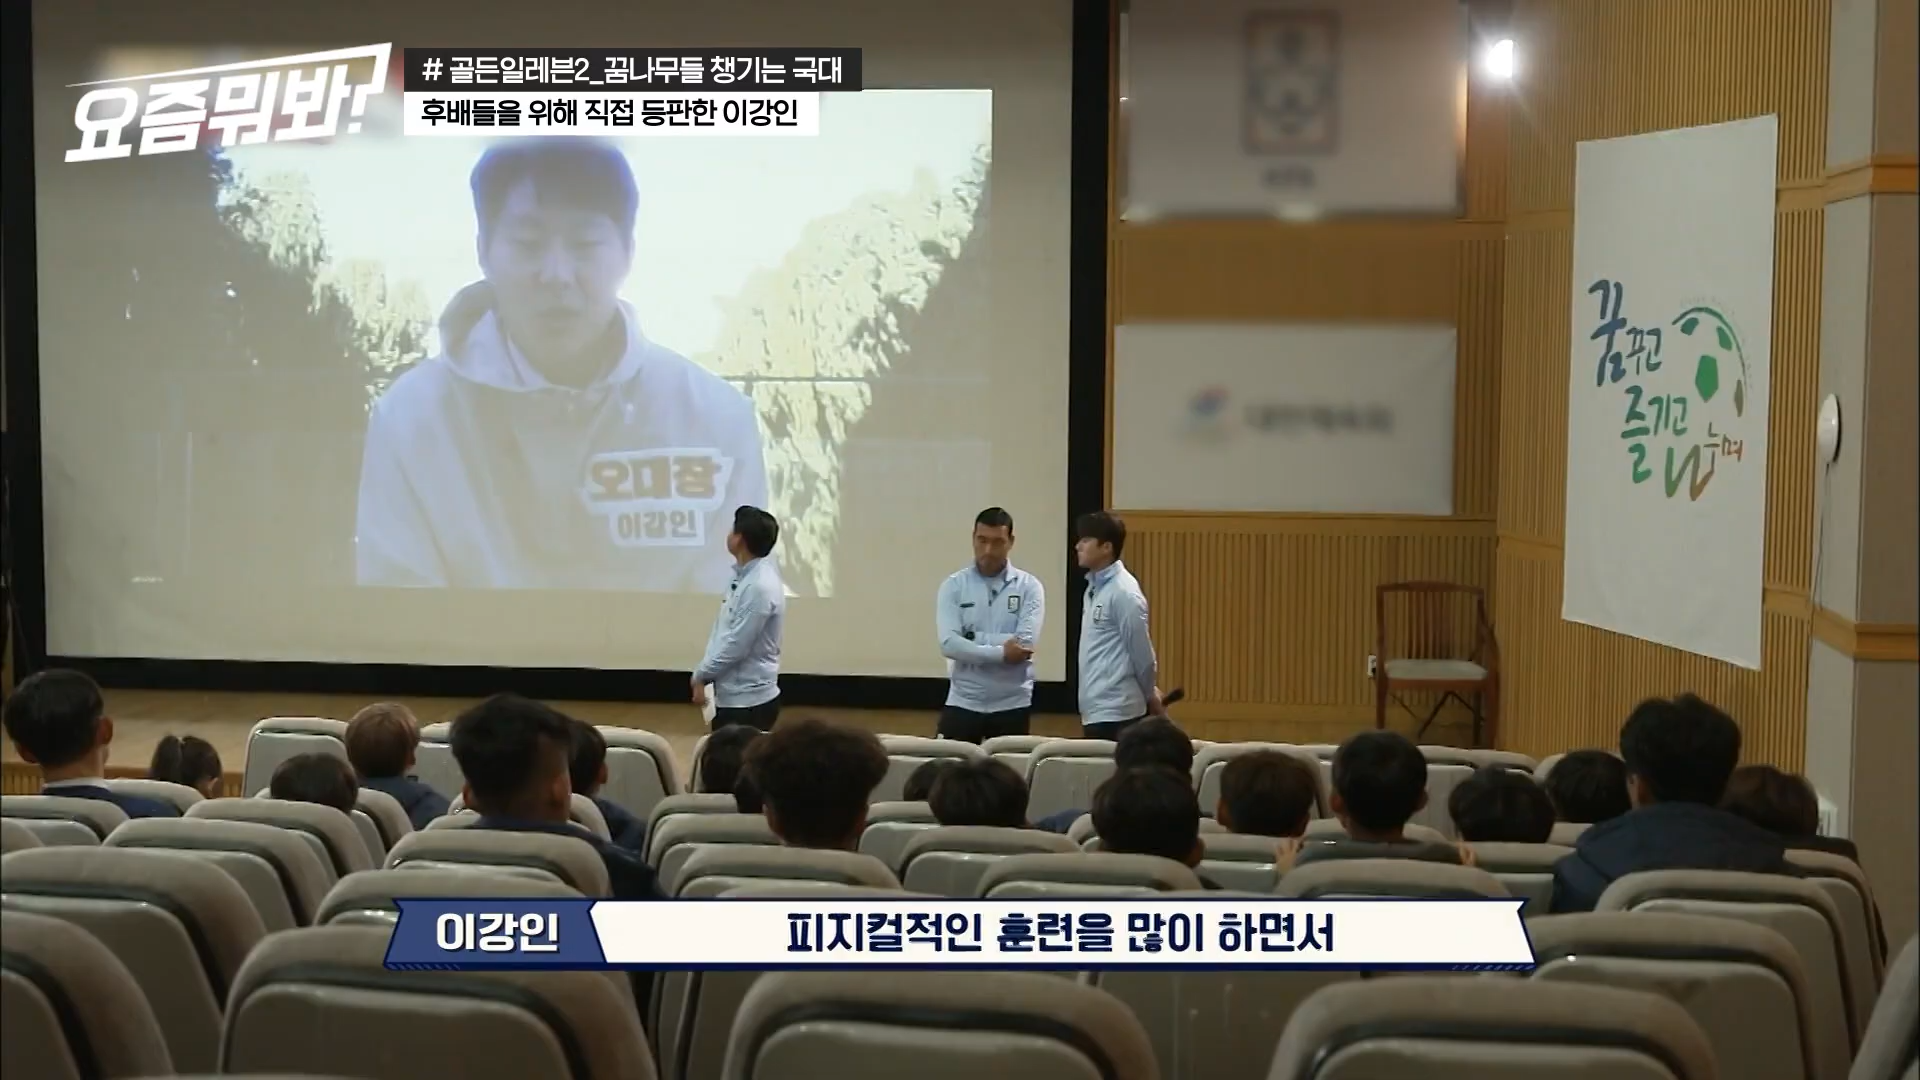 요즘뭐봐?
# 골든일레븐2_꿈나무들 챙기는 국대
후배들을 위해 직접 등판한 이강인
오대장
이강인
꿈꾸고
즐기고
나누며
이강인 피지컬적인 훈련을 많이 하면서